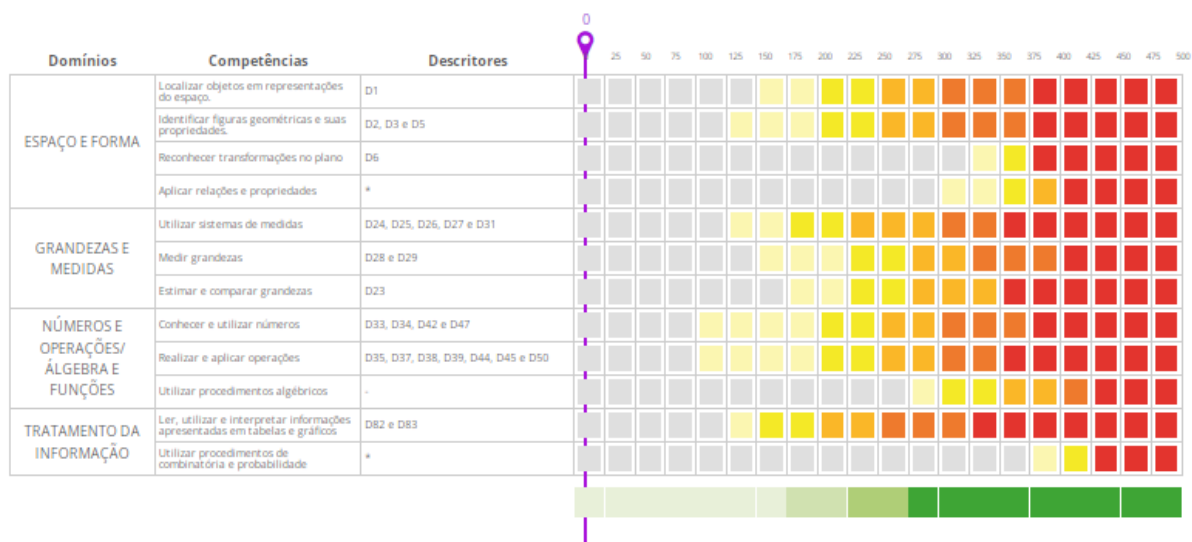 0
25 50 75 100 125 150 175 200 225 250 275 300 325 350 375 400 425 450 475 500
Domínios Competências Descritores
ESPAÇO E FORMA
Localizar objetos em representações
do espaço.
D1
Identificar figuras geométricas e suas
propriedades.
D2, D3 e D5
Reconhecer transformações no plano
D6
Aplicar relações e propriedades
*
GRANDEZAS E
MEDIDAS
Utilizar sistemas de medidas
D24, D25, D26, D27 e D31
Medir grandezas
D28 e D29
Estimar e comparar grandezas
D23
NÚMEROS E
OPERAÇÕES/
ÁLGEBRA E
FUNÇÕES
Conhecer e utilizar números
D33, D34, D42 e D47
Realizar e aplicar operações
D35, D37, D38, D39, D44, D45 e D50
Utilizar procedimentos algébricos
-
TRATAMENTO DA
INFORMAÇÃO
Ler, utilizar e interpretar informações
apresentadas em tabelas e gráficos
D82 e D83
Utilizar procedimentos de
combinatória e probabilidade
*